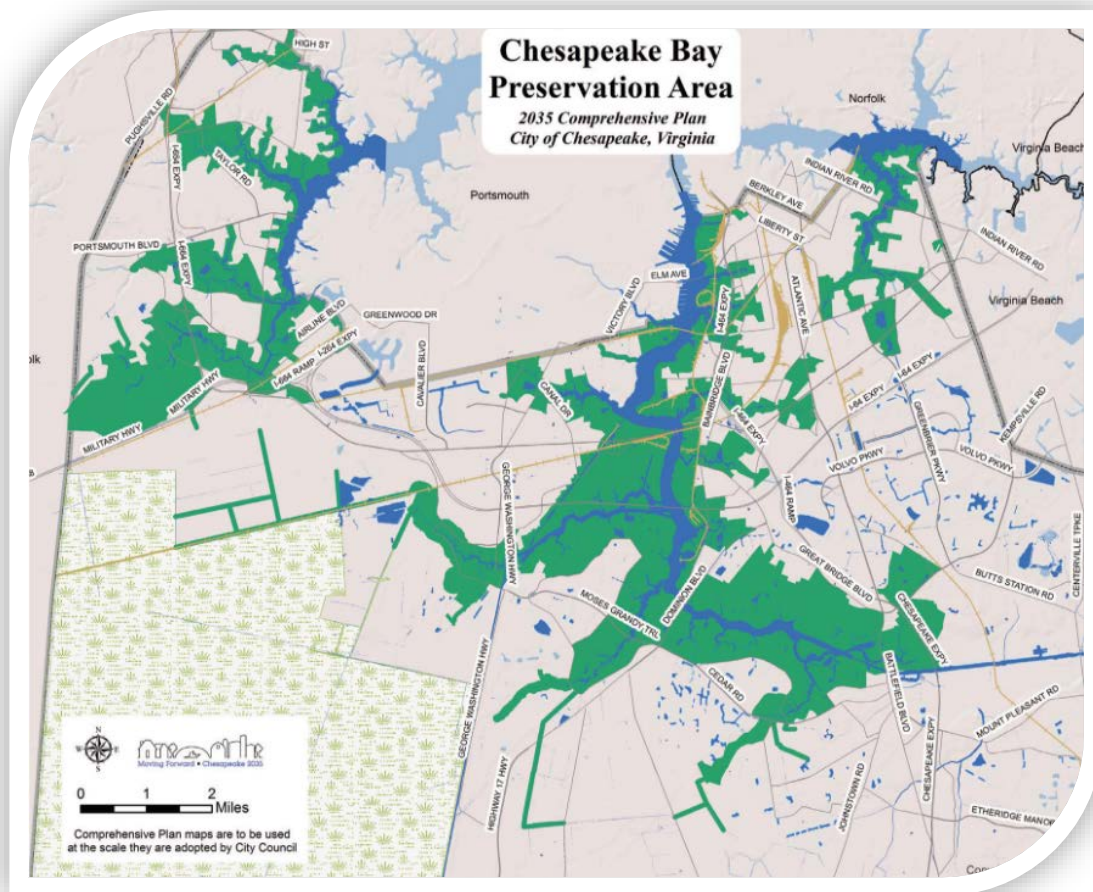 Chesapeake Bay
Preservation Area
2035 Comprehensive Plan
City of Chesapeake, Virginia
HIGH ST
PUGHSVILLE RD
I-664 EXPY
TAYLOR RD
PORTSMOUTH BLVD
I-664 EXPY
Portsmouth
Norfolk
Virginia Beach
INDIAN RIVER RD
BERKLEY AVE
LIBERTY ST
INDIAN RIVER RD
ELM AVE
VICTORY BLVD
ATLANTIC AVE
Virginia Beach
I-464 EXPY
AIRLINE BLVD
GREENWOOD DR
I-264 EXPY
I-664 RAMP
MILITARY HWY
CAVALIER BLVD
CANAL DR
BAINBRIDGE BLVD
I-64 EXPY
I-64 EXPY
GREENBRIER PKWY
KEMPSVILLE RD
MILITARY HWY
I-464 EXPY
VOLVO PKWY
VOLVO PKWY
GEORGE WASHINGTON HWY
I-464 RAMP
CENTERVILLE TPKE
GREAT BRIDGE BLVD
BUTTS STATION RD
DOMINION BLVD
MOSES GRANDY TRL
CHESAPEAKE EXPY
CEDAR RD
BATTLEFIELD BLVD
GEORGE WASHINGTON HWY
MOUNT PLEASANT RD
HIGHWAY 17 HWY
JOHNSTOWN RD
CHESAPEAKE EXPY
ETHERIDGE MANOR
N
W E
S
Moving Forward • Chesapeake 2035
0 1 2
Miles
Comprehensive Plan maps are to be used
at the scale they are adopted by City Council